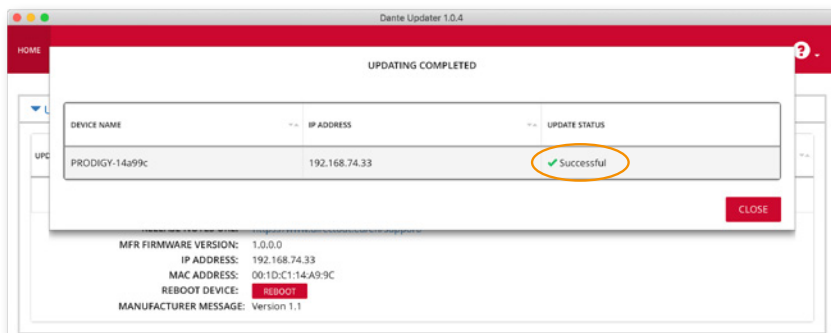 Dante Updater 1.0.4
HOME
?
UPDATING COMPLETED
DEVICE NAME IP ADDRESS UPDATE STATUS
PRODIGY-14a99c 192.168.74.33 ✔ Successful
CLOSE
MFR FIRMWARE VERSION: 1.0.0.0
IP ADDRESS: 192.168.74.33
MAC ADDRESS: 00:1D:C1:14:A9:9C
REBOOT DEVICE: REBOOT
MANUFACTURER MESSAGE: Version 1.1